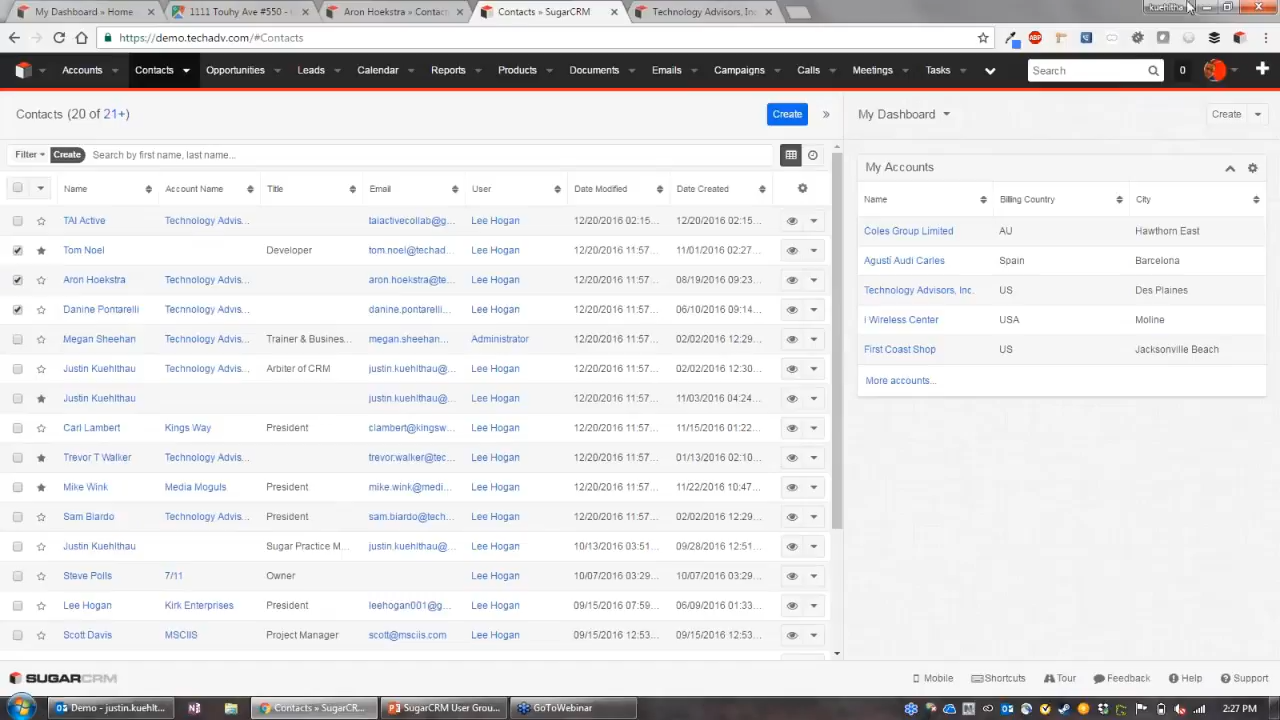 My Dashboard » Home
1111 Touhy Ave #550 - G
Aron Hoekstra » Contacts
Contacts » SugarCRM
Technology Advisors, Inc
kuehltha
https://demo.techadv.com/#Contacts
ABP
Accounts Contacts Opportunities Leads Calendar Reports Products Documents Emails Campaigns Calls Meetings Tasks Search 0
Contacts (20 of 21+) Create »
Filter Create Search by first name, last name...
Name Account Name Title Email User Date Modified Date Created
TAI Active Technology Advis... taiactivecollab@g... Lee Hogan 12/20/2016 02:15... 12/20/2016 02:15...
Tom Noel Developer tom.noel@techad... Lee Hogan 12/20/2016 11:57... 11/01/2016 02:27...
Aron Hoekstra Technology Advis... aron.hoekstra@te... Lee Hogan 12/20/2016 11:57... 08/19/2016 09:23...
Danine Pontarelli Technology Advis... danine.pontarelli... Lee Hogan 12/20/2016 11:57... 06/10/2016 09:14...
Megan Sheehan Technology Advis... Trainer & Busines... megan.sheehan... Administrator 12/20/2016 11:57... 02/02/2016 12:29...
Justin Kuehlthau Technology Advis... Arbiter of CRM justin.kuehlthau@... Lee Hogan 12/20/2016 11:57... 02/02/2016 12:30...
Justin Kuehlthau justin.kuehlthau@... Lee Hogan 12/20/2016 11:57... 11/03/2016 04:24...
Carl Lambert Kings Way President clambert@kingsw... Lee Hogan 12/20/2016 11:57... 11/15/2016 01:22...
Trevor T Walker Technology Advis... trevor.walker@tec... Lee Hogan 12/20/2016 11:57... 01/13/2016 02:10...
Mike Wink Media Moguls President mike.wink@medi... Lee Hogan 12/20/2016 11:57... 11/22/2016 10:47...
Sam Biardo Technology Advis... President sam.biardo@tech... Lee Hogan 12/20/2016 11:57... 02/02/2016 12:29...
Justin Kuehlthau Sugar Practice M... justin.kuehlthau@... Lee Hogan 10/13/2016 03:51... 09/28/2016 12:51...
Steve Polls 7/11 Owner Lee Hogan 10/07/2016 03:29... 10/07/2016 03:29...
Lee Hogan Kirk Enterprises President leehogan001@g... Lee Hogan 09/15/2016 07:59... 06/09/2016 01:33...
Scott Davis MSCIIS Project Manager scott@msciis.com Lee Hogan 09/15/2016 12:53... 09/15/2016 12:53...
My Dashboard Create
My Accounts
Name Billing Country City
Coles Group Limited AU Hawthorn East
Agustí Audi Carles Spain Barcelona
Technology Advisors, Inc. US Des Plaines
i Wireless Center USA Moline
First Coast Shop US Jacksonville Beach
More accounts...
SUGARCRM Mobile Shortcuts Tour Feedback Help Support
Demo - justin.kuehlt... Contacts » SugarCR... SugarCRM User Grou... GoToWebinar 2:27 PM